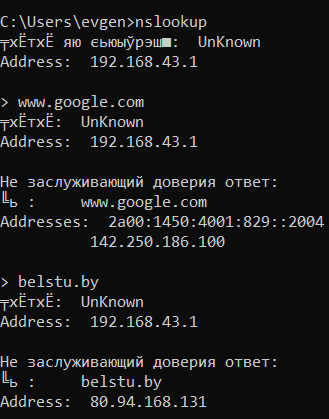 C:\Users\evgen>nslookup
╤хЁтхЁ яю єьюыўрэш■:  UnKnown
Address:  192.168.43.1
> www.google.com
╤хЁтхЁ:  UnKnown
Address:  192.168.43.1
Не заслуживающий доверия ответ:
╚ь :     www.google.com
Addresses:  2a00:1450:4001:829::2004
          142.250.186.100
> belstu.by
╤хЁтхЁ:  UnKnown
Address:  192.168.43.1
Не заслуживающий доверия ответ:
╚ь :     belstu.by
Address:  80.94.168.131